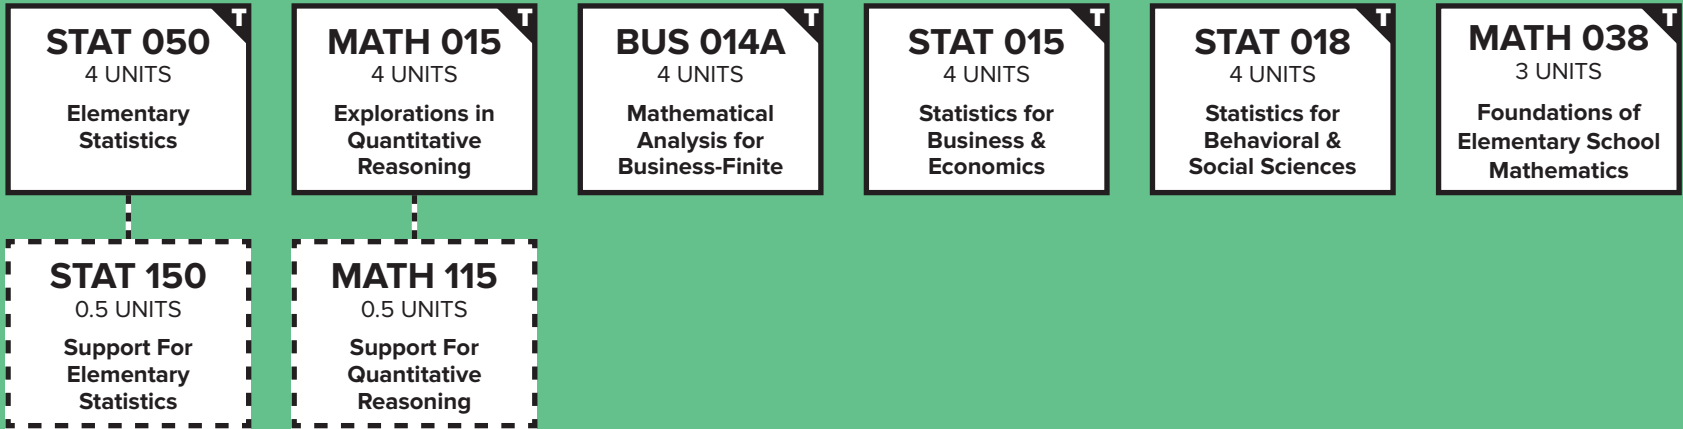 T
STAT 050
4 UNITS
Elementary
Statistics
T
MATH 015
4 UNITS
Explorations in
Quantitative
Reasoning
T
BUS 014A
4 UNITS
Mathematical
Analysis for
Business-Finite
T
STAT 015
4 UNITS
Statistics for
Business &
Economics
T
STAT 018
4 UNITS
Statistics for
Behavioral &
Social Sciences
T
MATH 038
3 UNITS
Foundations of
Elementary School
Mathematics
STAT 150
0.5 UNITS
Support For
Elementary
Statistics
MATH 115
0.5 UNITS
Support For
Quantitative
Reasoning